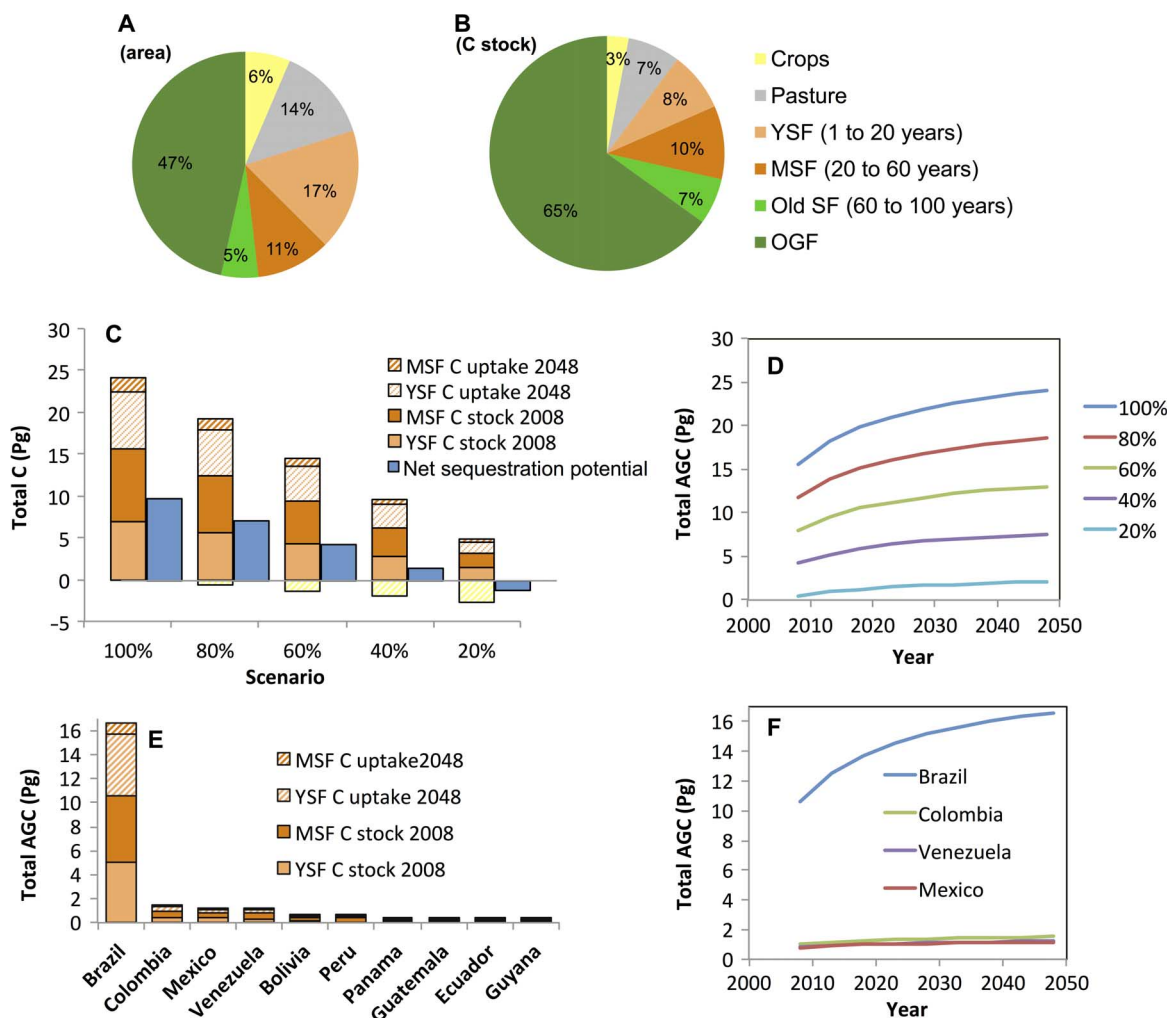 A
(area)
6%
14%
17%
11%
5%
47%
B
(C stock)
3%
7%
8%
10%
7%
65%
Crops
Pasture
YSF (1 to 20 years)
MSF (20 to 60 years)
Old SF (60 to 100 years)
OGF
C
Total C (Pg)
30
25
20
15
10
5
0
–5
MSF C uptake 2048
YSF C uptake 2048
MSF C stock 2008
YSF C stock 2008
Net sequestration potential
100% 80% 60% 40% 20%
Scenario
D
Total AGC (Pg)
30
25
20
15
10
5
0
2000 2010 2020 2030 2040 2050
Year
100%
80%
60%
40%
20%
E
Total AGC (Pg)
16
14
12
10
8
6
4
2
0
MSF C uptake2048
YSF C uptake 2048
MSF C stock 2008
YSF C stock 2008
Brazil
Colombia
Mexico
Venezuela
Bolivia
Peru
Panama
Guatemala
Ecuador
Guyana
F
Total AGC (Pg)
16
14
12
10
8
6
4
2
0
Brazil
Colombia
Venezuela
Mexico
2000 2010 2020 2030 2040 2050
Year